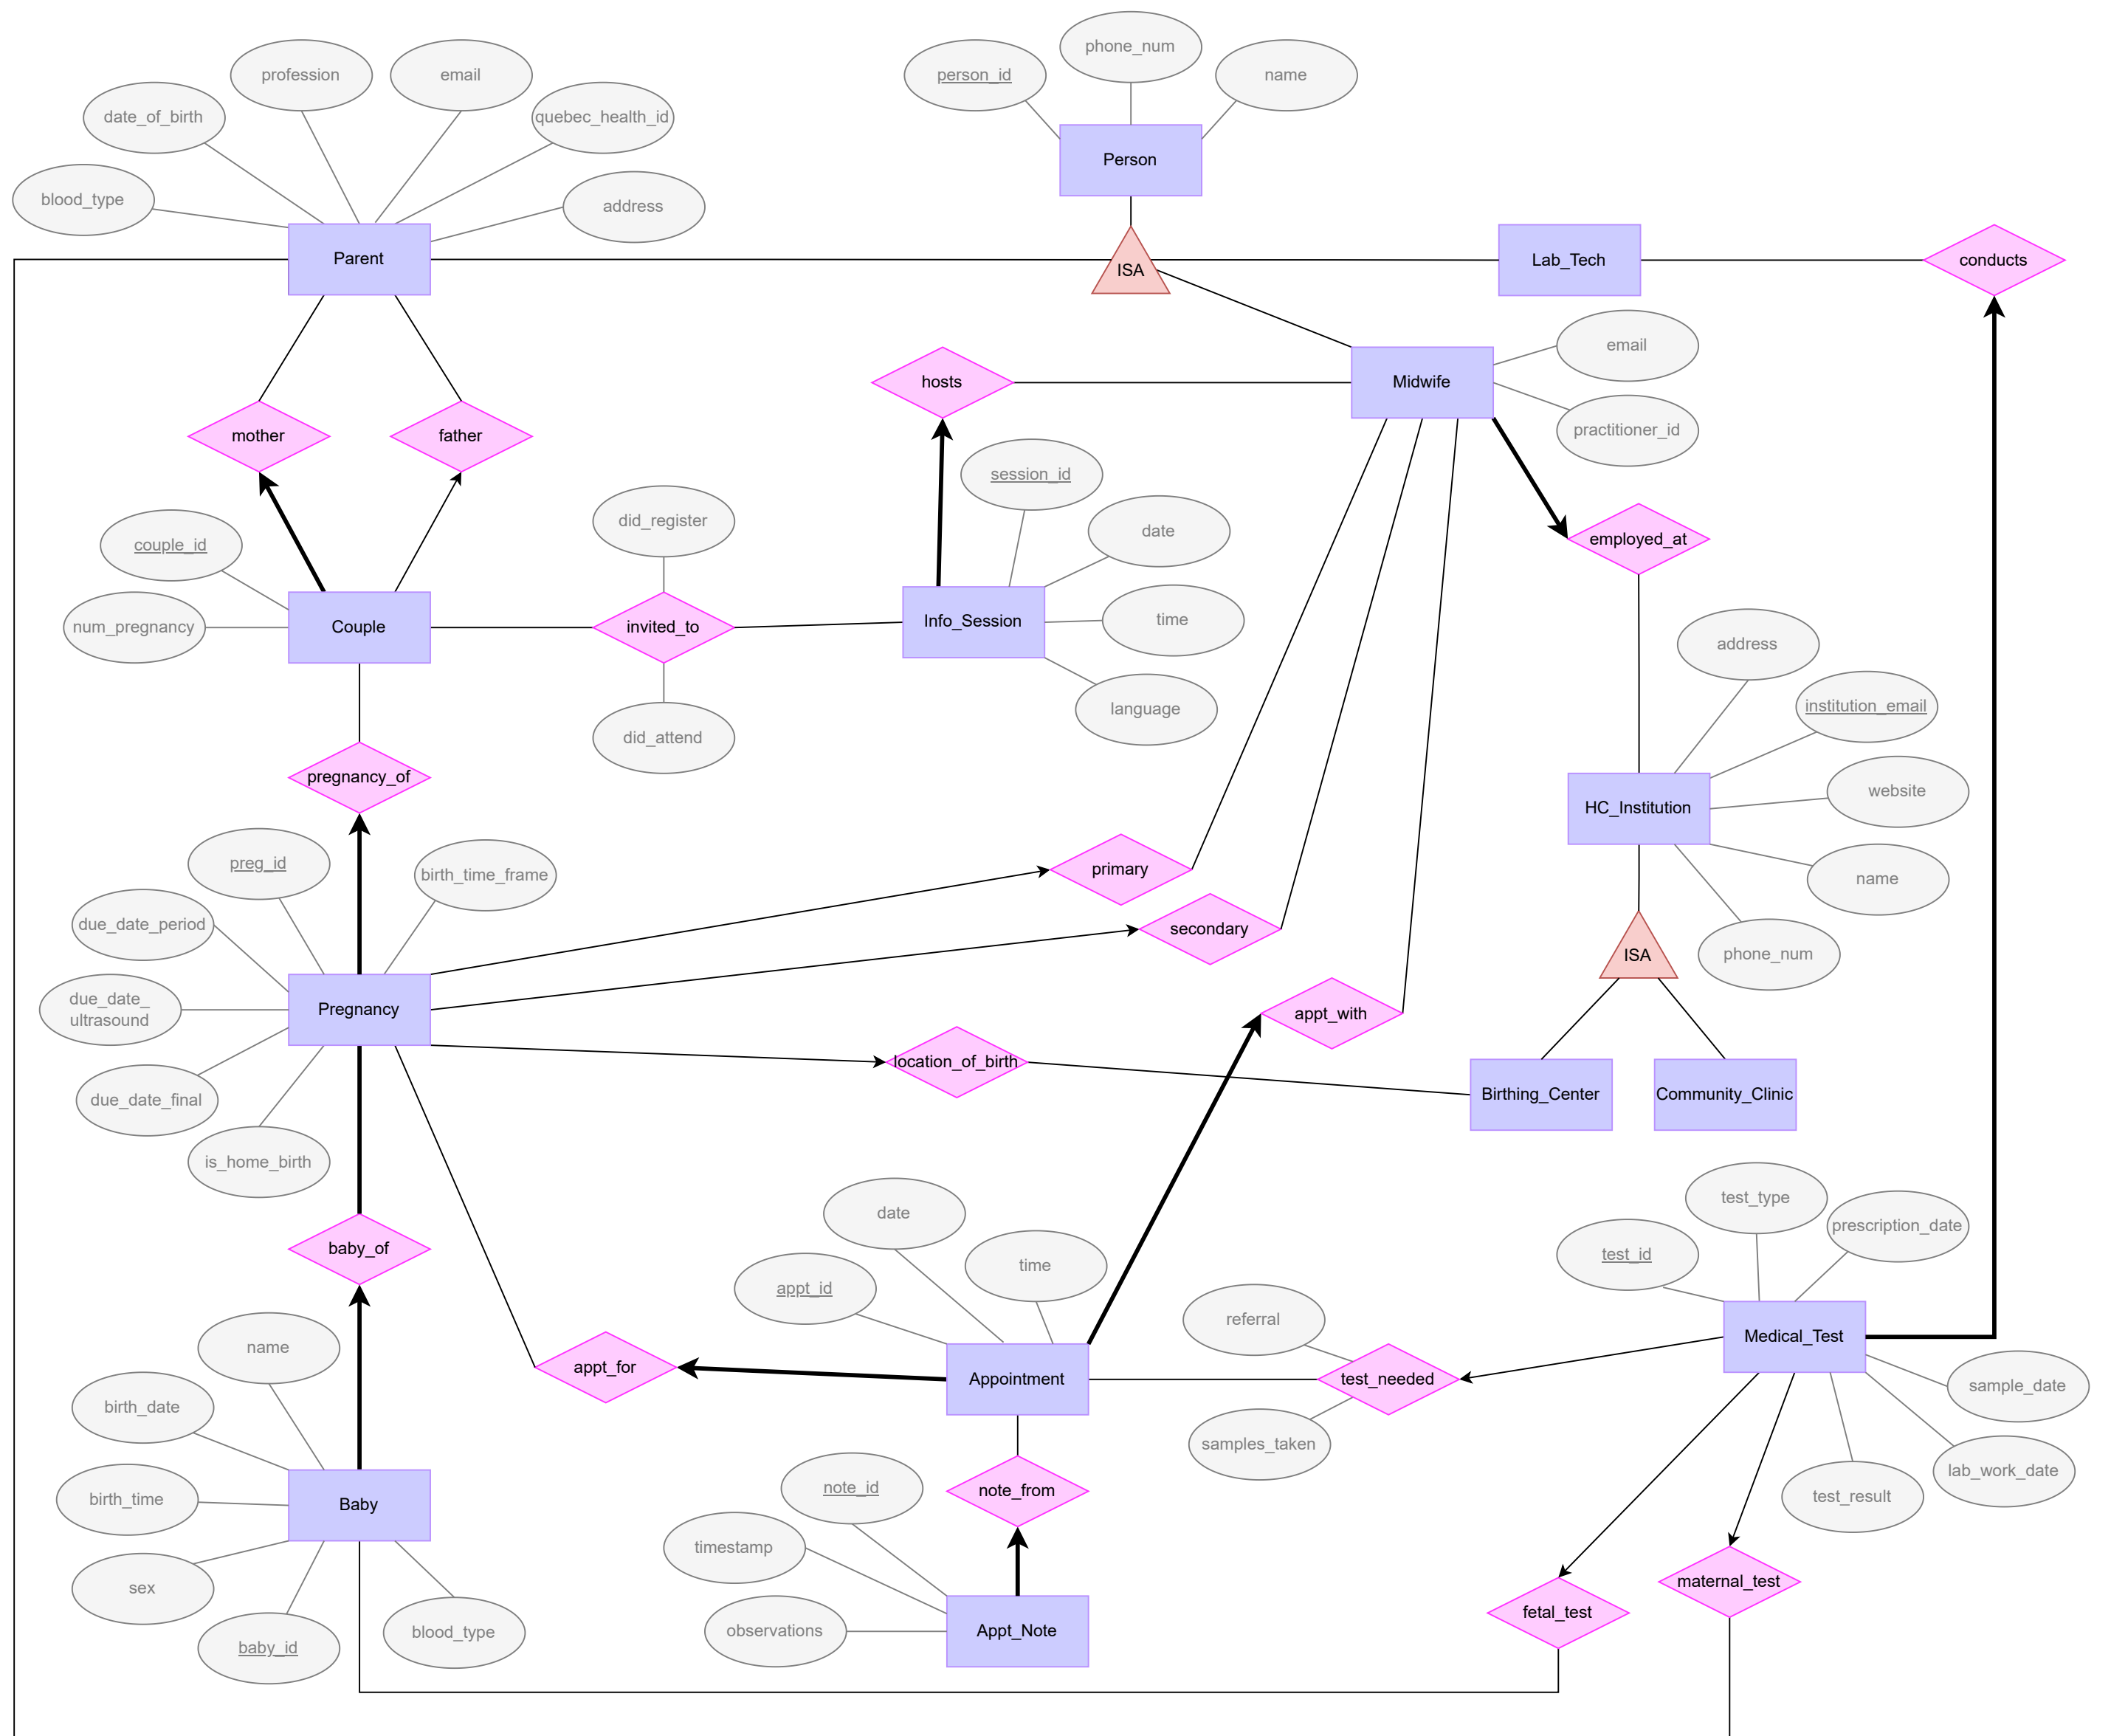 phone_num
profession
email
person_id
name
date_of_birth
quebec_health_id
Person
blood_type
address
Parent
ISA
Lab_Tech
conducts
email
hosts
Midwife
practitioner_id
mother
father
session_id
did_register
date
employed_at
couple_id
time
num_pregnancy
Couple
invited_to
Info_Session
address
language
institution_email
did_attend
pregnancy_of
website
HC_Institution
preg_id
birth_time_frame
primary
name
due_date_period
secondary
ISA
phone_num
due_date_
ultrasound
Pregnancy
appt_with
location_of_birth
due_date_final
Birthing_Center
Community_Clinic
is_home_birth
test_type
date
prescription_date
baby_of
time
test_id
appt_id
referral
name
Medical_Test
appt_for
Appointment
test_needed
sample_date
birth_date
samples_taken
lab_work_date
birth_time
Baby
note_id
note_from
test_result
timestamp
sex
maternal_test
fetal_test
baby_id
blood_type
observations
Appt_Note